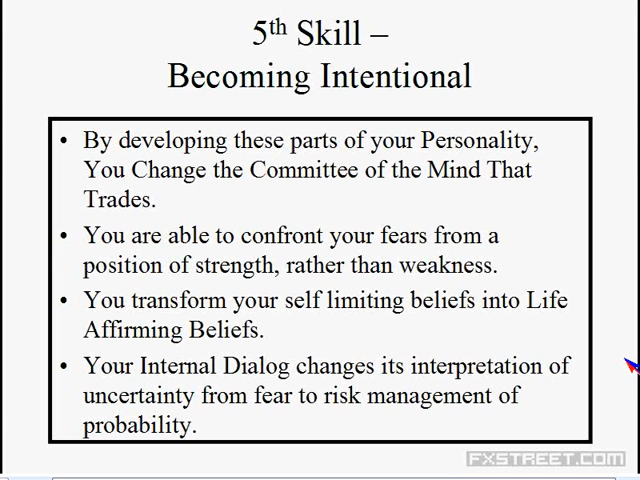 5th Skill –
Becoming Intentional
• By developing these parts of your Personality,
You Change the Committee of the Mind That
Trades.
• You are able to confront your fears from a
position of strength, rather than weakness.
• You transform your self limiting beliefs into Life
Affirming Beliefs.
• Your Internal Dialog changes its interpretation of
uncertainty from fear to risk management of
probability.
FXSTREET.COM